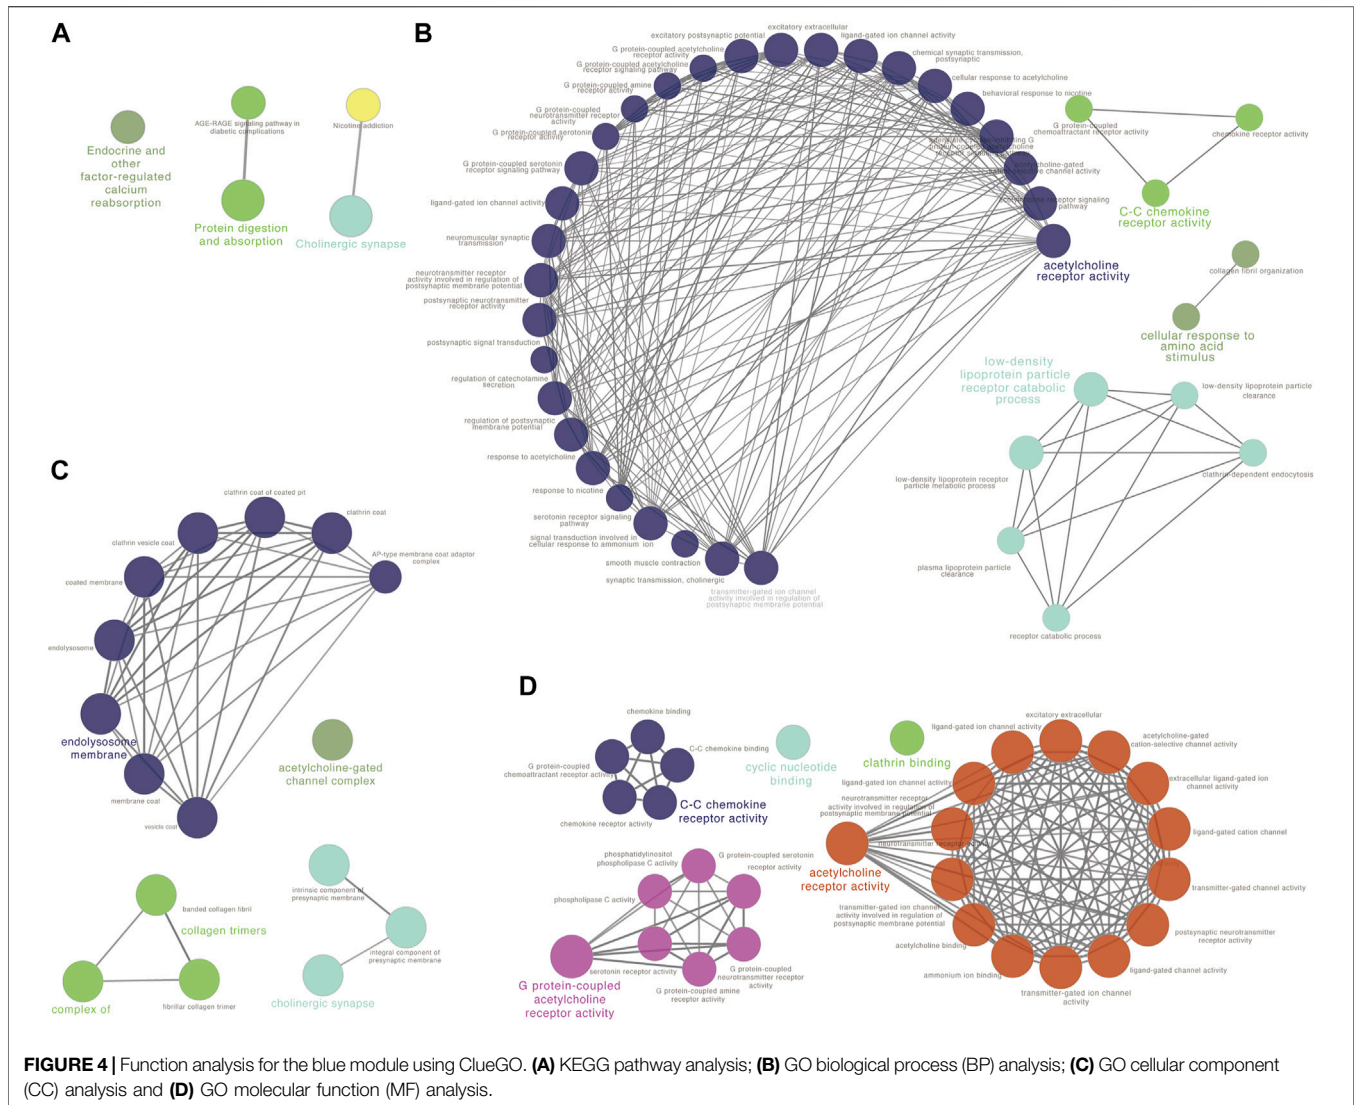 A
AGE-RAGE signaling pathway in
diabetic complications
Nicotine addiction
Endocrine and
other
factor-regulated
calcium
reabsorption
Protein digestion
and absorption
Cholinergic synapse
B
excitatory extracellular
ligand-gated ion channel activity
excitatory postsynaptic potential
G protein-coupled acetylcholine
receptor activity
G protein-coupled acetylcholine
receptor signaling pathway
G protein-coupled amine
receptor activity
G protein-coupled
neurotransmitter receptor
activity
G protein-coupled serotonin
receptor activity
G protein-coupled serotonin
receptor signaling pathway
ligand-gated ion channel activity
neuromuscular synaptic
transmission
neurotransmitter receptor
activity involved in regulation of
postsynaptic membrane potential
postsynaptic neurotransmitter
receptor activity
postsynaptic signal transduction
regulation of catecholamine
secretion
regulation of postsynaptic
membrane potential
response to acetylcholine
response to nicotine
serotonin receptor signaling
pathway
signal transduction involved in
cellular response to ammonium ion
smooth muscle contraction
synaptic transmission, cholinergic
transmitter-gated ion channel
activity involved in regulation of
postsynaptic membrane potential
chemical synaptic transmission,
postsynaptic
cellular response to acetylcholine
behavioral response to nicotine
acetylcholine-gated
cation-selective channel activity
acetylcholine receptor signaling
pathway
acetylcholine
receptor activity
G protein-coupled
chemoattractant receptor activity
chemokine receptor activity
C-C chemokine
receptor activity
collagen fibril organization
cellular response to
amino acid
stimulus
low-density
lipoprotein particle
receptor catabolic
process
low-density lipoprotein particle
clearance
clathrin-dependent endocytosis
low-density lipoprotein receptor
particle metabolic process
plasma lipoprotein particle
clearance
receptor catabolic process
C
clathrin coat of coated pit
clathrin coat
clathrin vesicle coat
AP-type membrane coat adaptor
complex
coated membrane
endolysosome
endolysosome
membrane
membrane coat
vesicle coat
acetylcholine-gated
channel complex
banded collagen fibril
collagen trimers
complex of
fibrillar collagen trimer
intrinsic component of
presynaptic membrane
integral component of
presynaptic membrane
cholinergic synapse
D
chemokine binding
C-C chemokine binding
G protein-coupled
chemoattractant receptor activity
chemokine receptor activity
C-C chemokine
receptor activity
cyclic nucleotide
binding
clathrin binding
phosphatidylinositol
phospholipase C activity
G protein-coupled serotonin
receptor activity
phospholipase C activity
serotonin receptor activity
G protein-coupled
neurotransmitter receptor
activity
G protein-coupled amine
receptor activity
G protein-coupled
acetylcholine
receptor activity
excitatory extracellular
ligand-gated ion channel activity
acetylcholine-gated
cation-selective channel activity
ligand-gated ion channel activity
extracellular ligand-gated ion
channel activity
neurotransmitter receptor
activity involved in regulation of
postsynaptic membrane potential
ligand-gated cation channel
neurotransmitter receptor activity
acetylcholine
receptor activity
transmitter-gated channel activity
transmitter-gated ion channel
activity involved in regulation of
postsynaptic membrane potential
postsynaptic neurotransmitter
receptor activity
acetylcholine binding
ligand-gated channel activity
ammonium ion binding
transmitter-gated ion channel
activity
FIGURE 4 | Function analysis for the blue module using ClueGO. (A) KEGG pathway analysis; (B) GO biological process (BP) analysis; (C) GO cellular component
(CC) analysis and (D) GO molecular function (MF) analysis.